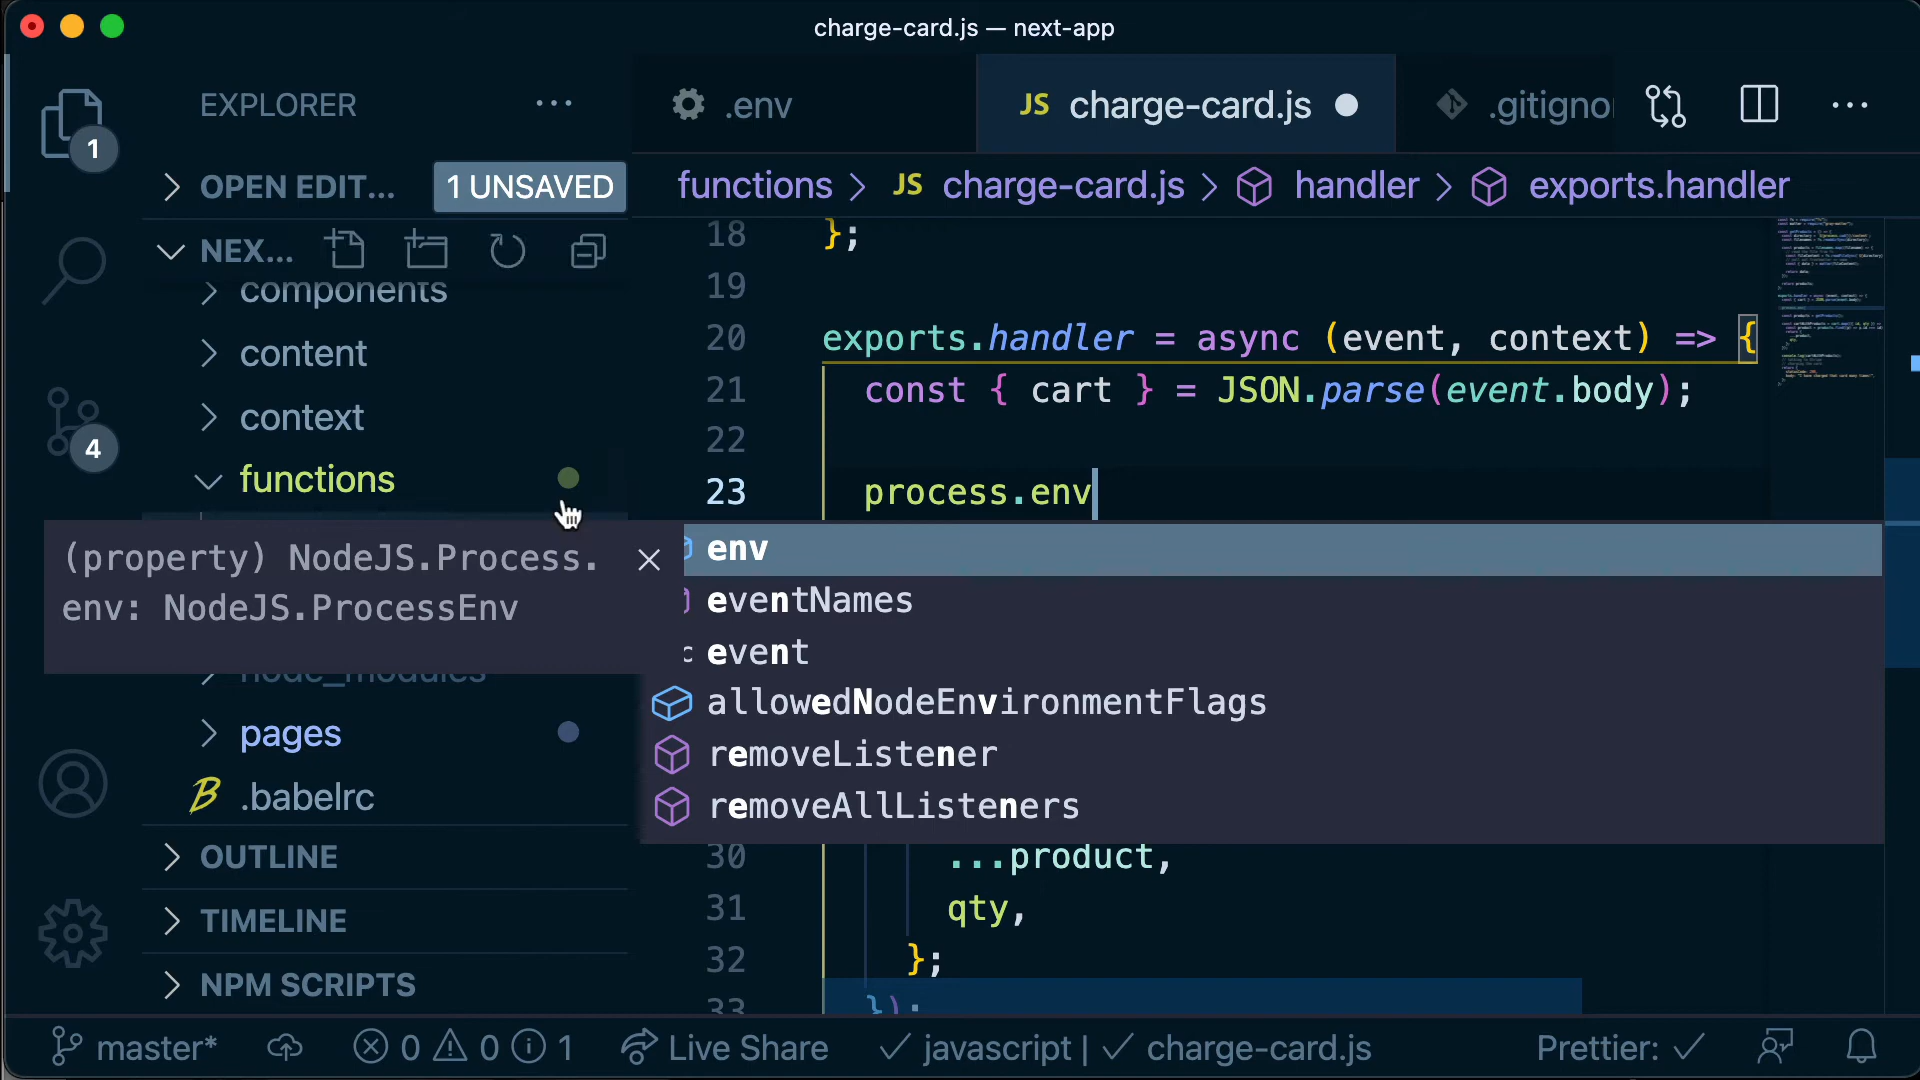 charge-card.js — next-app
EXPLORER
1
.env
JS charge-card.js
.gitignor
OPEN EDIT... 1 UNSAVED
functions > JS charge-card.js > handler > exports.handler
NEX...
components
content
context
functions
4
18 };
19
20 exports.handler = async (event, context) => {
21 const { cart } = JSON.parse(event.body);
22
23 process.env
(property) NodeJS.Process.
env: NodeJS.ProcessEnv
env
eventNames
event
allowedNodeEnvironmentFlags
removeListener
removeAllListeners
node_modules
pages
.babelrc
OUTLINE
TIMELINE
NPM SCRIPTS
30 ...product,
31 qty,
32 };
33 });
master* 0 0 1 Live Share javascript | charge-card.js Prettier: